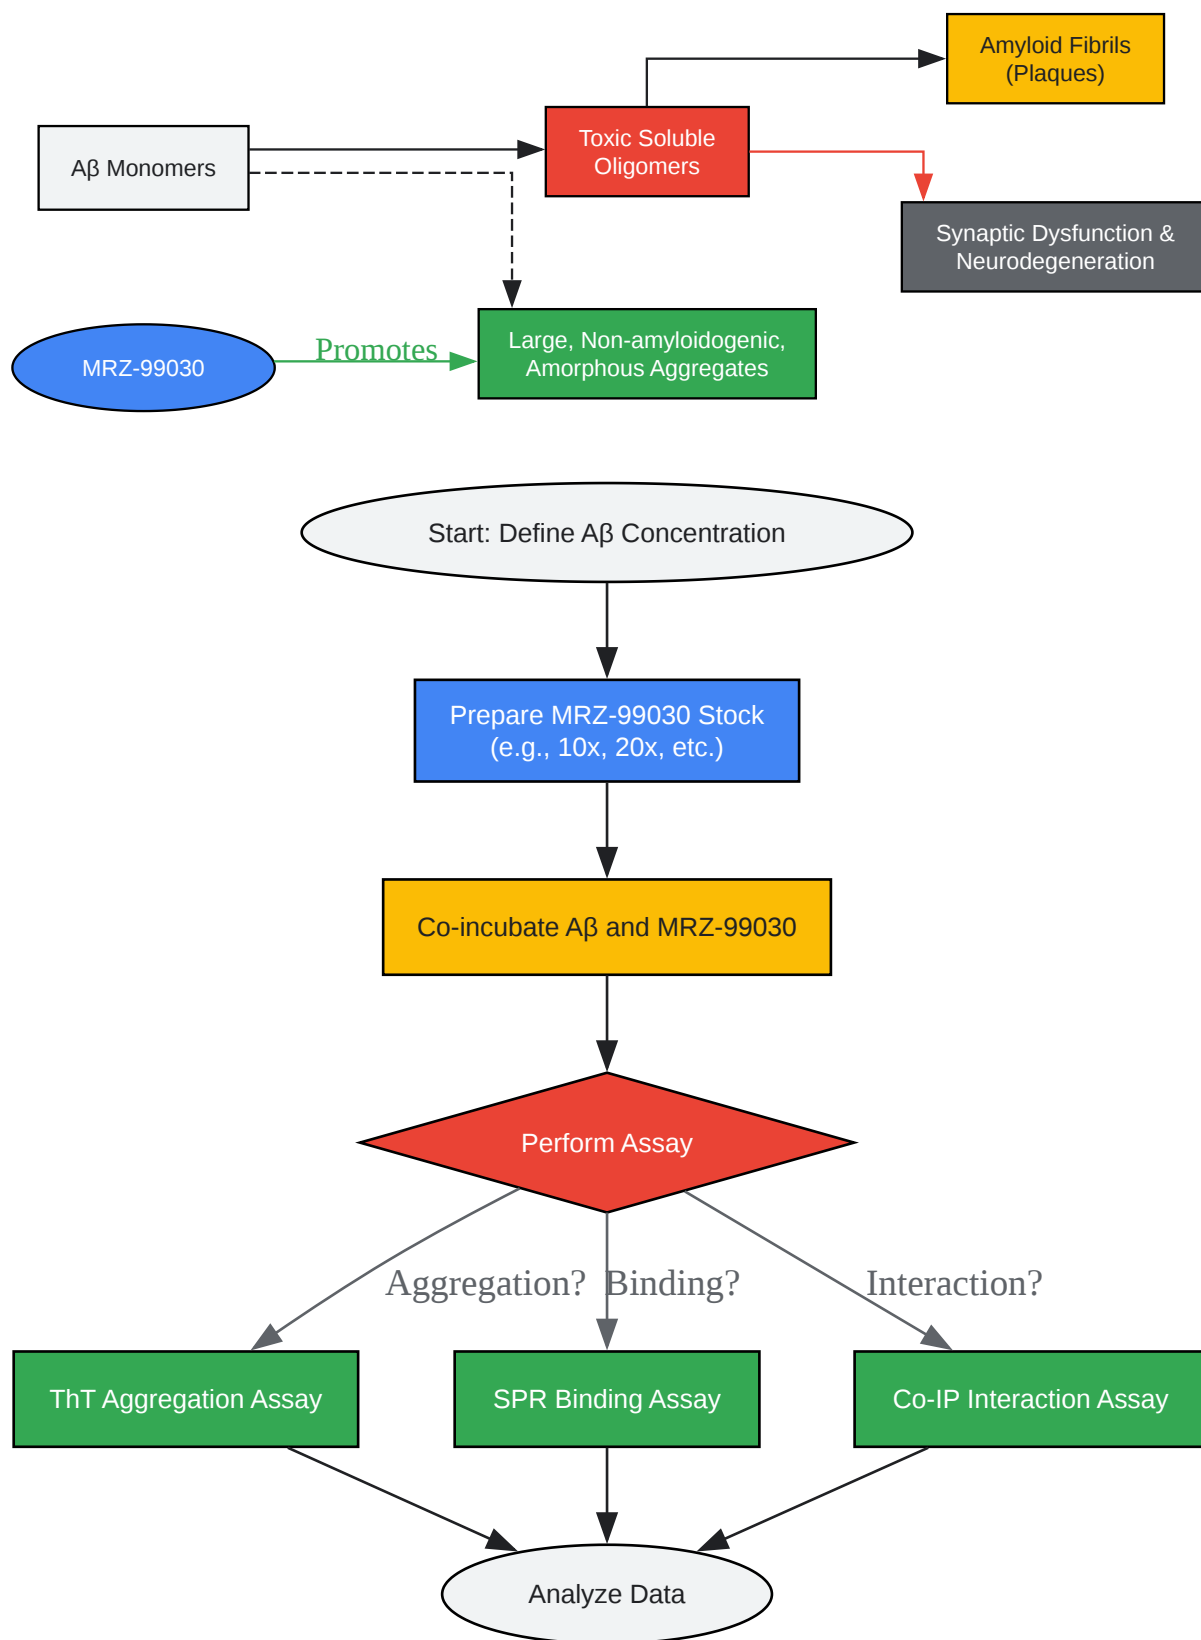 Amyloid Fibrils
(Plaques)
Toxic Soluble
Oligomers
Aβ Monomers
Synaptic Dysfunction &
Neurodegeneration
Large, Non-amyloidogenic,
Amorphous Aggregates
Promotes
MRZ-99030
Start: Define Aβ Concentration
Prepare MRZ-99030 Stock
(e.g., 10x, 20x, etc.)
Co-incubate Aβ and MRZ-99030
Perform Assay
Aggregation?
Binding?
Interaction?
ThT Aggregation Assay
SPR Binding Assay
Co-IP Interaction Assay
Analyze Data